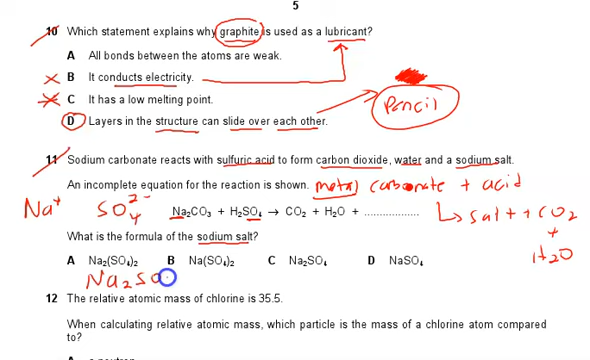 5
10 Which statement explains why graphite is used as a lubricant?
A All bonds between the atoms are weak.
B It conducts electricity.
C It has a low melting point.
Pencil
D Layers in the structure can slide over each other.
11 Sodium carbonate reacts with sulfuric acid to form carbon dioxide, water and a sodium salt.
An incomplete equation for the reaction is shown. metal carbonate + acid
Na⁺ SO₄²⁻ Na₂CO₃ + H₂SO₄ → CO₂ + H₂O + .................... ↳ salt + CO₂
+
H₂O
What is the formula of the sodium salt?
A Na₂(SO₄)₂ B Na(SO₄)₂ C Na₂SO₄ D NaSO₄
Na₂SO
12 The relative atomic mass of chlorine is 35.5.
When calculating relative atomic mass, which particle is the mass of a chlorine atom compared
to?